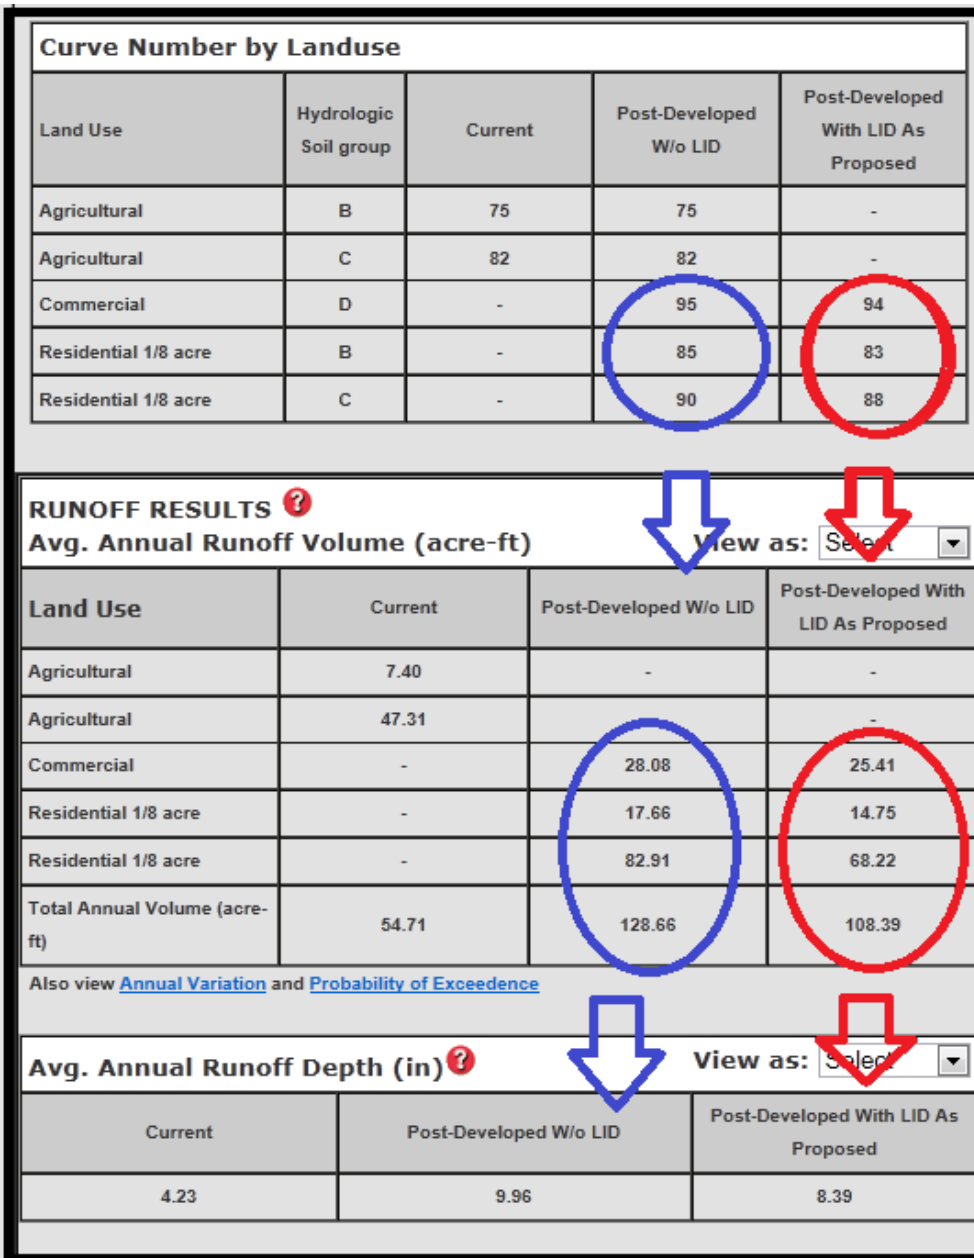 Curve Number by Landuse
Land Use Hydrologic Soil group Current Post-Developed W/o LID Post-Developed With LID As Proposed
Agricultural B 75 75 -
Agricultural C 82 82 -
Commercial D - 95 94
Residential 1/8 acre B - 85 83
Residential 1/8 acre C - 90 88
RUNOFF RESULTS ?
Avg. Annual Runoff Volume (acre-ft) View as: Select
Land Use Current Post-Developed W/o LID Post-Developed With LID As Proposed
Agricultural 7.40 - -
Agricultural 47.31 -
Commercial - 28.08 25.41
Residential 1/8 acre - 17.66 14.75
Residential 1/8 acre - 82.91 68.22
Total Annual Volume (acre-ft) 54.71 128.66 108.39
Also view Annual Variation and Probability of Exceedence
Avg. Annual Runoff Depth (in) ? View as: Select
Current Post-Developed W/o LID Post-Developed With LID As Proposed
4.23 9.96 8.39